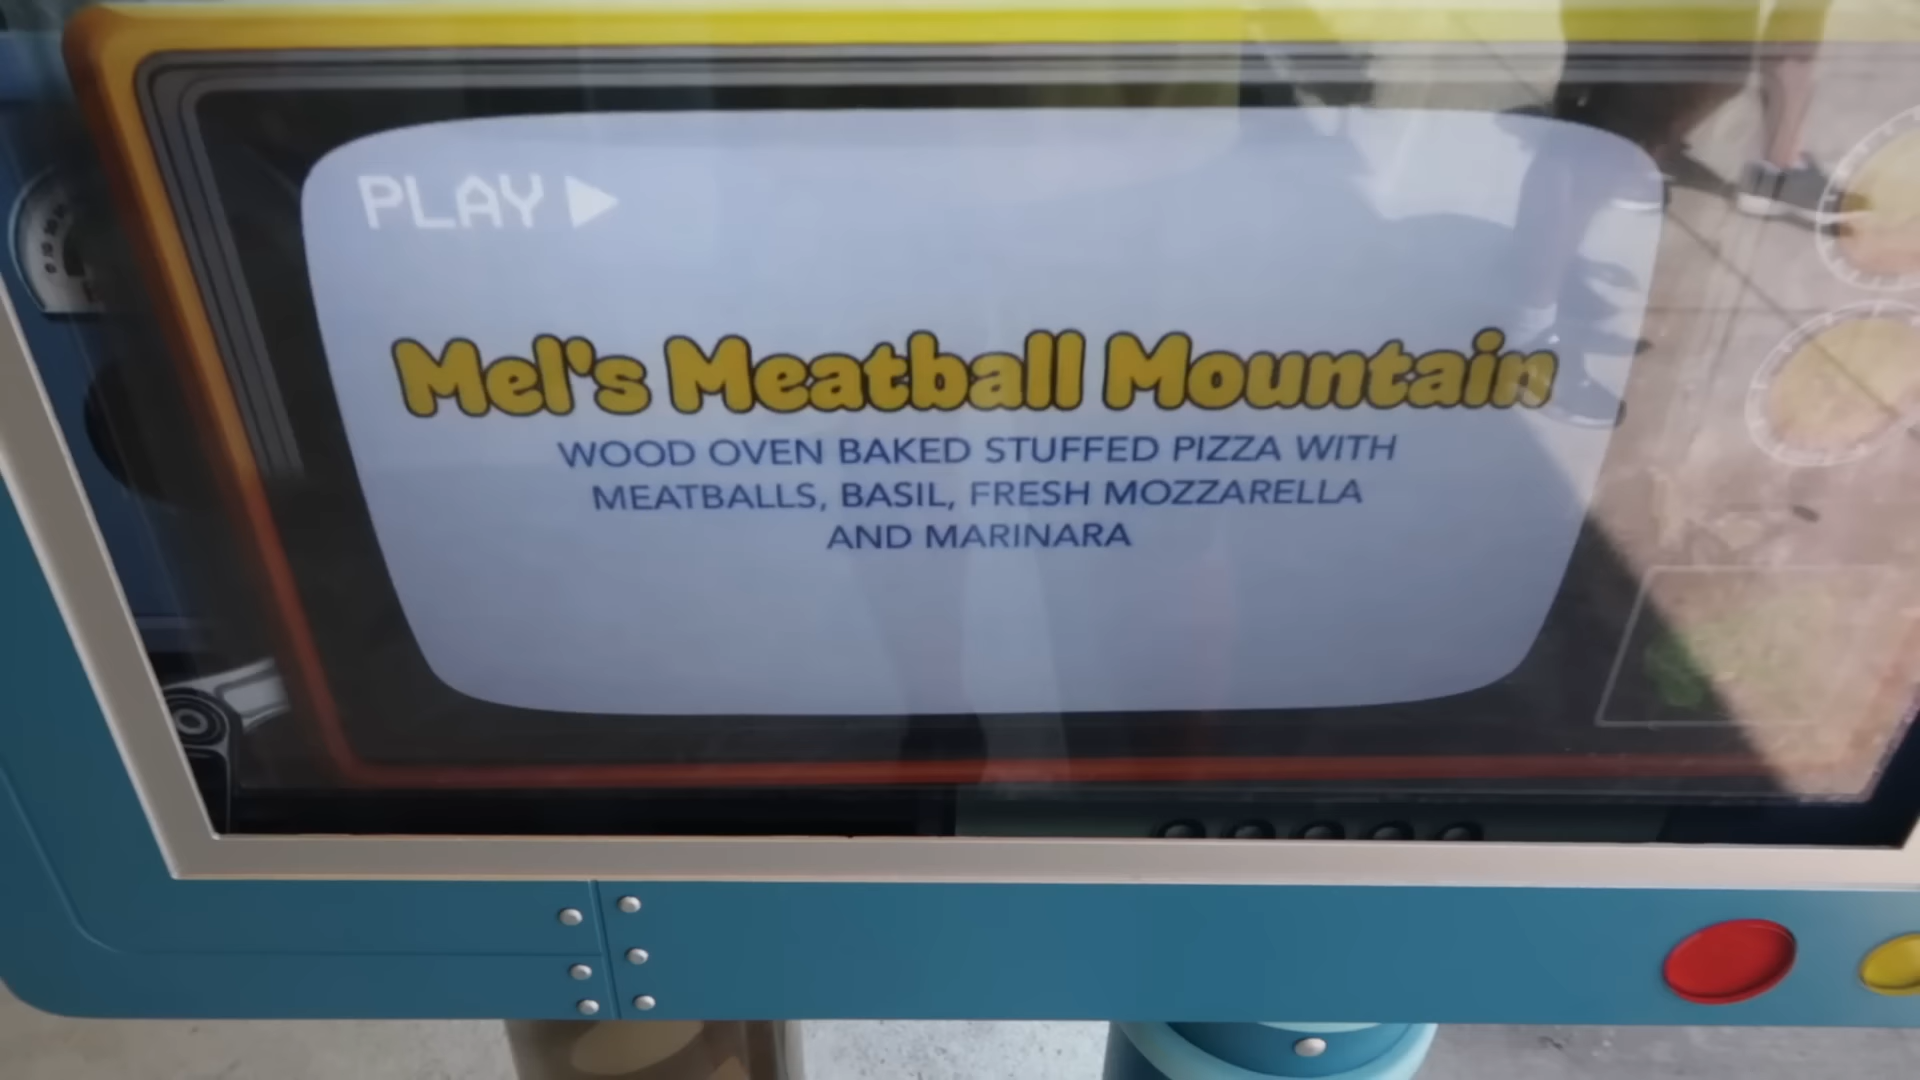 PLAY
Mel's Meatball Mountain
WOOD OVEN BAKED STUFFED PIZZA WITH
MEATBALLS, BASIL, FRESH MOZZARELLA
AND MARINARA